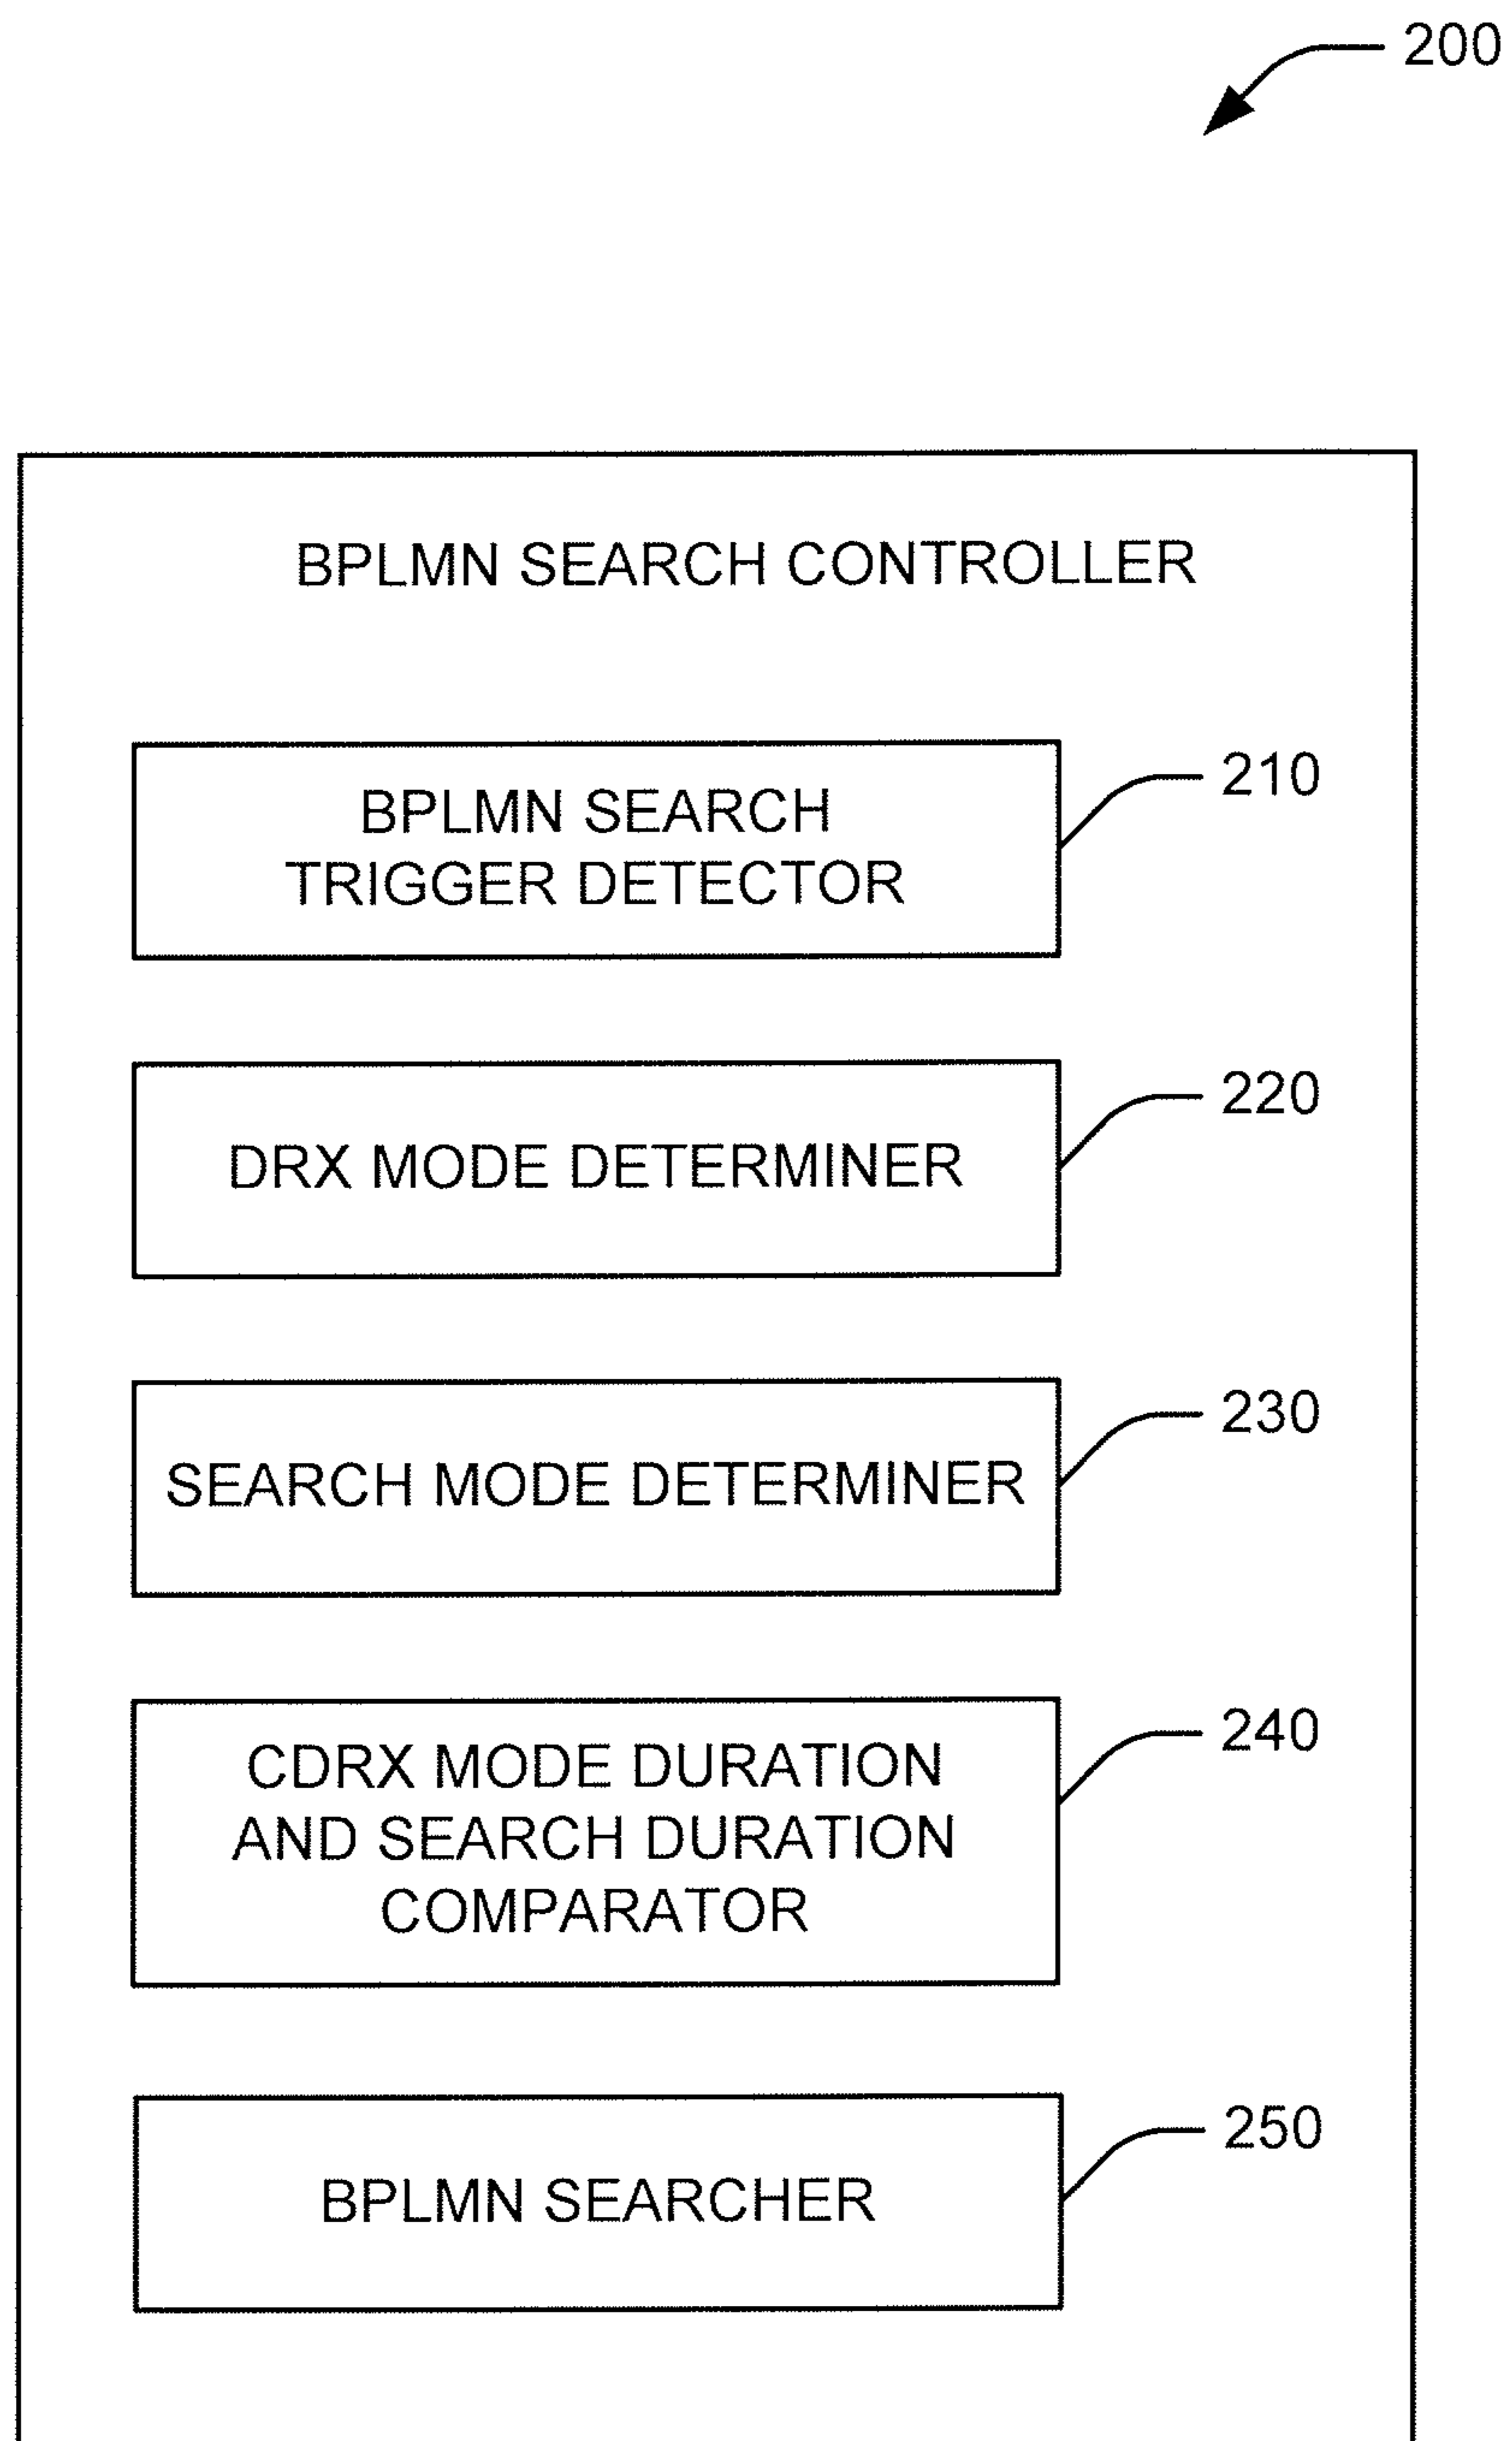 200
BPLMN SEARCH CONTROLLER
BPLMN SEARCH
TRIGGER DETECTOR
210
DRX MODE DETERMINER
220
SEARCH MODE DETERMINER
230
CDRX MODE DURATION
AND SEARCH DURATION
COMPARATOR
240
BPLMN SEARCHER
250